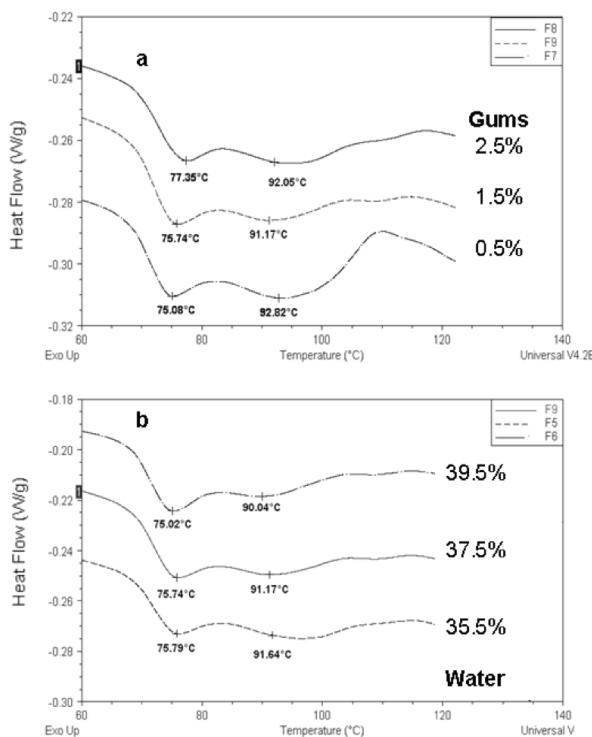 a
F8
F9
F7
Heat Flow (W/g)
-0.22
-0.24
-0.26
-0.28
-0.30
-0.32
77.35°C
92.05°C
75.74°C
91.17°C
75.08°C
92.82°C
Gums
2.5%
1.5%
0.5%
60
80
100
120
140
Exo Up
Temperature (°C)
Universal V4.2E
b
F9
F5
F6
Heat Flow (W/g)
-0.18
-0.20
-0.22
-0.24
-0.26
-0.28
-0.30
75.02°C
90.04°C
75.74°C
91.17°C
75.79°C
91.64°C
39.5%
37.5%
35.5%
Water
60
80
100
120
140
Exo Up
Temperature (°C)
Universal V